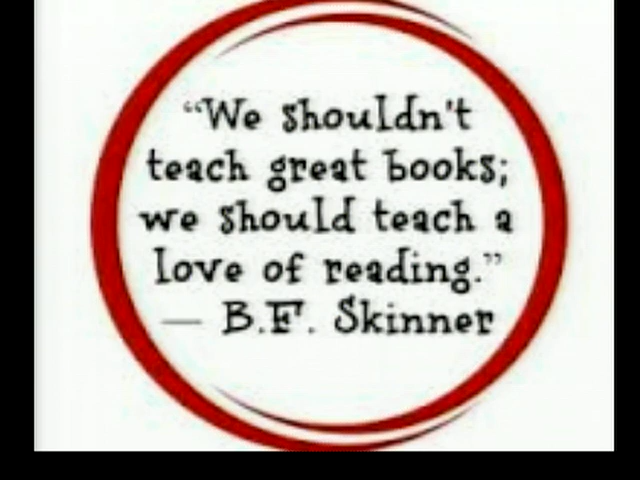 “We shouldn't
teach great books;
we should teach a
love of reading.”
— B.F. Skinner